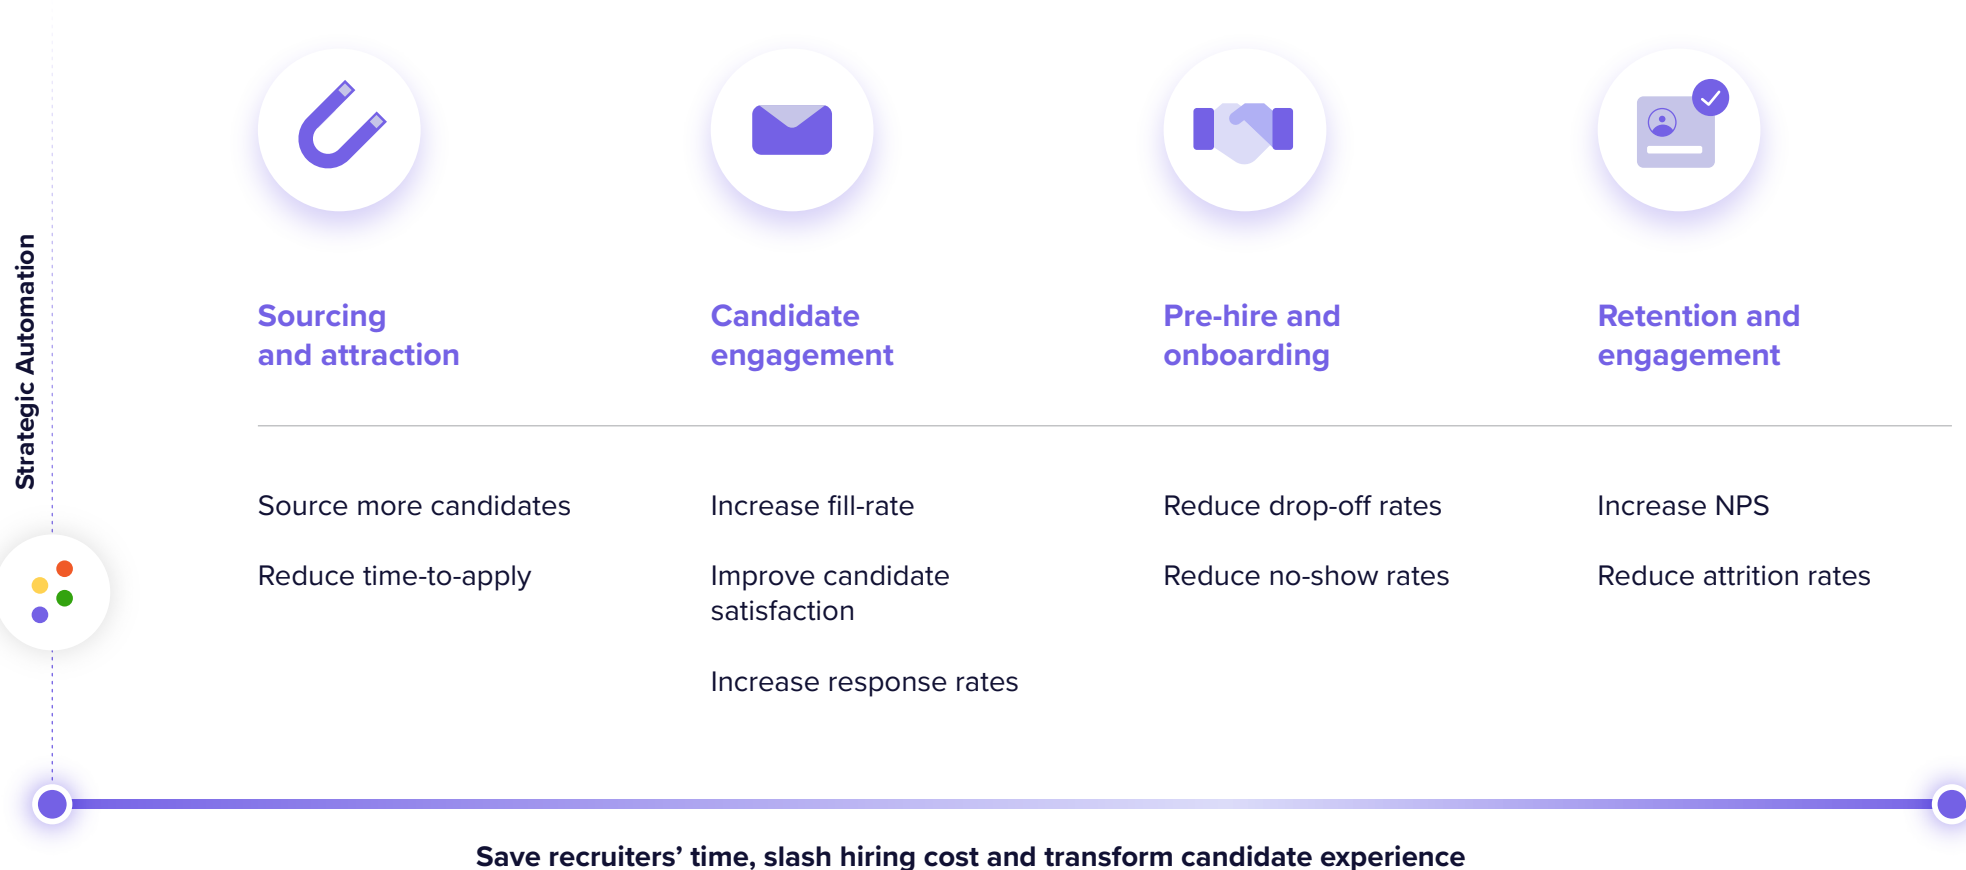 Strategic Automation
Sourcing
and attraction
Candidate
engagement
Pre-hire and
onboarding
Retention and
engagement
Source more candidates
Reduce time-to-apply
Increase fill-rate
Improve candidate
satisfaction
Increase response rates
Reduce drop-off rates
Reduce no-show rates
Increase NPS
Reduce attrition rates
Save recruiters’ time, slash hiring cost and transform candidate experience